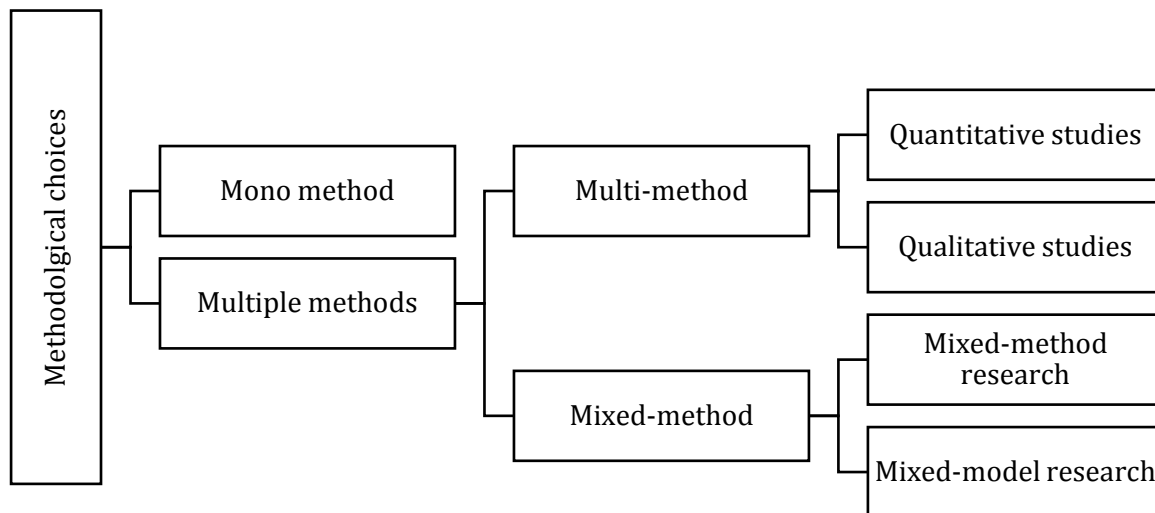 Methodolgical choices
Mono method
Multiple methods
Multi-method
Mixed-method
Quantitative studies
Qualitative studies
Mixed-method
research
Mixed-model research